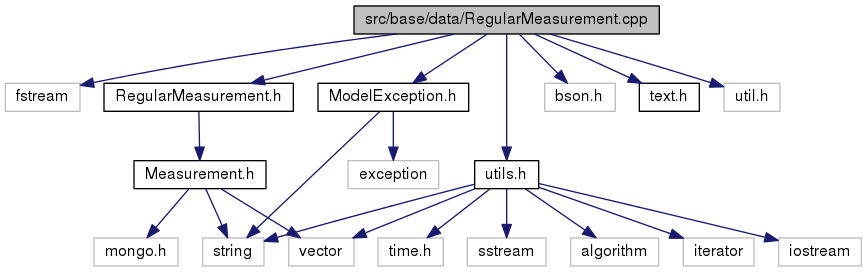 src/base/data/RegularMeasurement.cpp
fstream
RegularMeasurement.h
ModelException.h
bson.h
text.h
util.h
Measurement.h
exception
utils.h
mongo.h
string
vector
time.h
sstream
algorithm
iterator
iostream